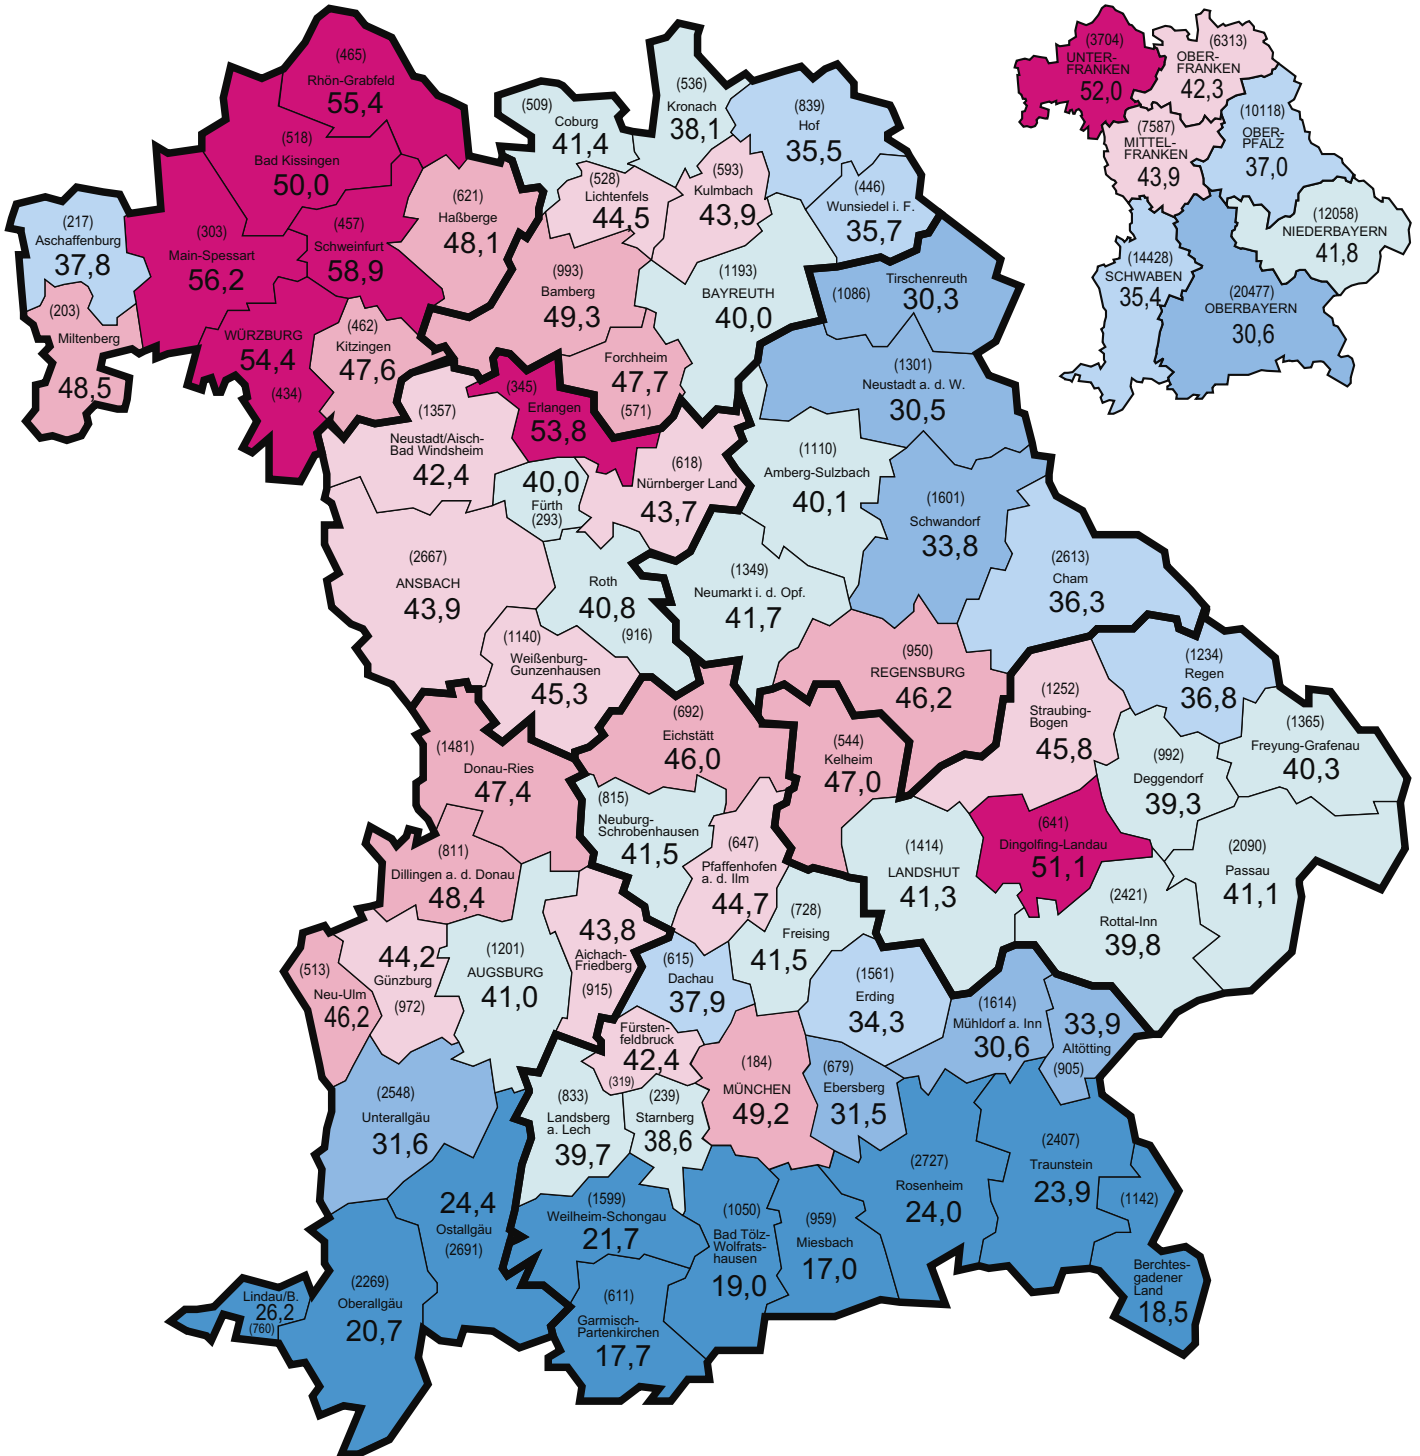 (465)
Rhön-Grabfeld
55,4
(518)
Bad Kissingen
50,0
(621)
Haßberge
48,1
(457)
Schweinfurt
58,9
(303)
Main-Spessart
56,2
(217)
Aschaffenburg
37,8
(203)
Miltenberg
48,5
WÜRZBURG
54,4
(434)
(462)
Kitzingen
47,6
(509)
Coburg
41,4
(536)
Kronach
38,1
(839)
Hof
35,5
(528)
Lichtenfels
44,5
(593)
Kulmbach
43,9
(446)
Wunsiedel i. F.
35,7
(993)
Bamberg
49,3
(1193)
BAYREUTH
40,0
Forchheim
47,7
(571)
Tirschenreuth
(1086)
30,3
(1301)
Neustadt a. d. W.
30,5
(1110)
Amberg-Sulzbach
40,1
(1601)
Schwandorf
33,8
(2613)
Cham
36,3
(1349)
Neumarkt i. d. Opf.
41,7
(950)
REGENSBURG
46,2
(1357)
Neustadt/Aisch-
Bad Windsheim
42,4
(345)
Erlangen
53,8
40,0
Fürth
(293)
(618)
Nürnberger Land
43,7
(2667)
ANSBACH
43,9
Roth
40,8
(916)
(1140)
Weißenburg-
Gunzenhausen
45,3
(1252)
Straubing-
Bogen
45,8
(1234)
Regen
36,8
(1365)
Freyung-Grafenau
40,3
(992)
Deggendorf
39,3
(544)
Kelheim
47,0
(1414)
LANDSHUT
41,3
(641)
Dingolfing-Landau
51,1
(2090)
Passau
41,1
(2421)
Rottal-Inn
39,8
(1481)
Donau-Ries
47,4
(811)
Dillingen a. d. Donau
48,4
44,2
Günzburg
(972)
(513)
Neu-Ulm
46,2
(1201)
AUGSBURG
41,0
43,8
Aichach-
Friedberg
(915)
(2548)
Unterallgäu
31,6
24,4
Ostallgäu
(2691)
(2269)
Oberallgäu
20,7
Lindau/B.
26,2
(760)
(692)
Eichstätt
46,0
(815)
Neuburg-
Schrobenhausen
41,5
(647)
Pfaffenhofen
a. d. Ilm
44,7
(728)
Freising
41,5
(615)
Dachau
37,9
(1561)
Erding
34,3
(1614)
Mühldorf a. Inn
30,6
33,9
Altötting
(905)
Fürsten-
feldbruck
42,4
(319)
(184)
MÜNCHEN
49,2
(679)
Ebersberg
31,5
(833)
Landsberg
a. Lech
39,7
(239)
Starnberg
38,6
(1599)
Weilheim-Schongau
21,7
(611)
Garmisch-
Partenkirchen
17,7
(1050)
Bad Tölz-
Wolfrats-
hausen
19,0
(959)
Miesbach
17,0
(2727)
Rosenheim
24,0
(2407)
Traunstein
23,9
(1142)
Berchtes-
gadener
Land
18,5
(3704)
UNTER-
FRANKEN
52,0
(6313)
OBER-
FRANKEN
42,3
(7587)
MITTEL-
FRANKEN
43,9
(10118)
OBER-
PFALZ
37,0
(12058)
NIEDERBAYERN
41,8
(14428)
SCHWABEN
35,4
(20477)
OBERBAYERN
30,6